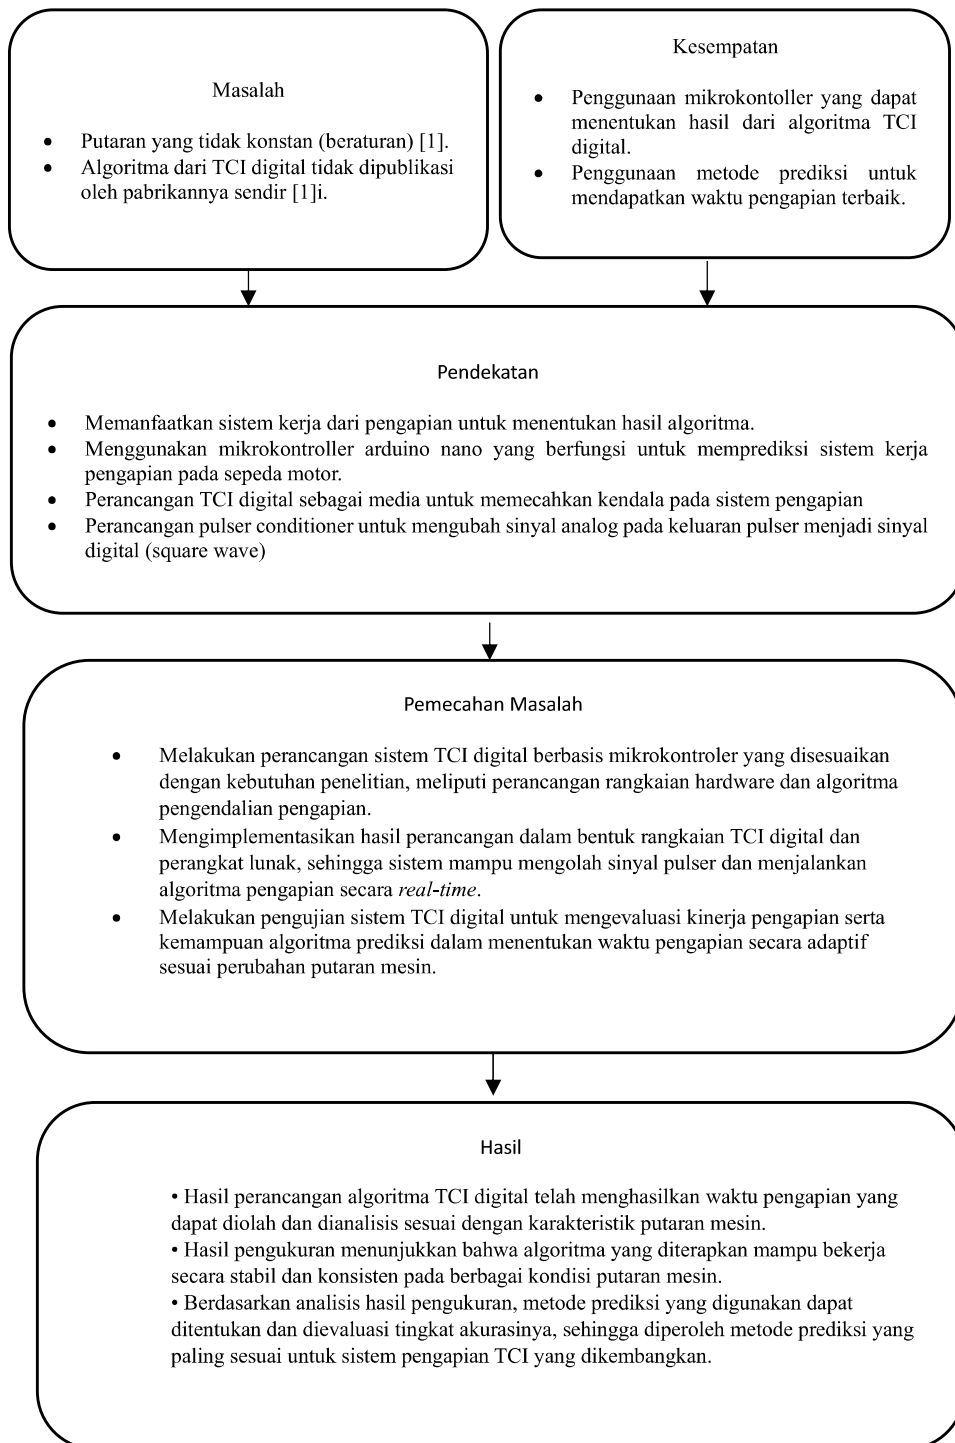 Masalah
• Putaran yang tidak konstan (beraturan) [1].
• Algoritma dari TCI digital tidak dipublikasi
oleh pabrikannya sendir [1]i.
Kesempatan
• Penggunaan mikrokontoller yang dapat
menentukan hasil dari algoritma TCI
digital.
• Penggunaan metode prediksi untuk
mendapatkan waktu pengapian terbaik.
Pendekatan
• Memanfaatkan sistem kerja dari pengapian untuk menentukan hasil algoritma.
• Menggunakan mikrokontroller arduino nano yang berfungsi untuk memprediksi sistem kerja
pengapian pada sepeda motor.
• Perancangan TCI digital sebagai media untuk memecahkan kendala pada sistem pengapian
• Perancangan pulser conditioner untuk mengubah sinyal analog pada keluaran pulser menjadi sinyal
digital (square wave)
Pemecahan Masalah
• Melakukan perancangan sistem TCI digital berbasis mikrokontroler yang disesuaikan
dengan kebutuhan penelitian, meliputi perancangan rangkaian hardware dan algoritma
pengendalian pengapian.
• Mengimplementasikan hasil perancangan dalam bentuk rangkaian TCI digital dan
perangkat lunak, sehingga sistem mampu mengolah sinyal pulser dan menjalankan
algoritma pengapian secara real-time.
• Melakukan pengujian sistem TCI digital untuk mengevaluasi kinerja pengapian serta
kemampuan algoritma prediksi dalam menentukan waktu pengapian secara adaptif
sesuai perubahan putaran mesin.
Hasil
• Hasil perancangan algoritma TCI digital telah menghasilkan waktu pengapian yang
dapat diolah dan dianalisis sesuai dengan karakteristik putaran mesin.
• Hasil pengukuran menunjukkan bahwa algoritma yang diterapkan mampu bekerja
secara stabil dan konsisten pada berbagai kondisi putaran mesin.
• Berdasarkan analisis hasil pengukuran, metode prediksi yang digunakan dapat
ditentukan dan dievaluasi tingkat akurasinya, sehingga diperoleh metode prediksi yang
paling sesuai untuk sistem pengapian TCI yang dikembangkan.